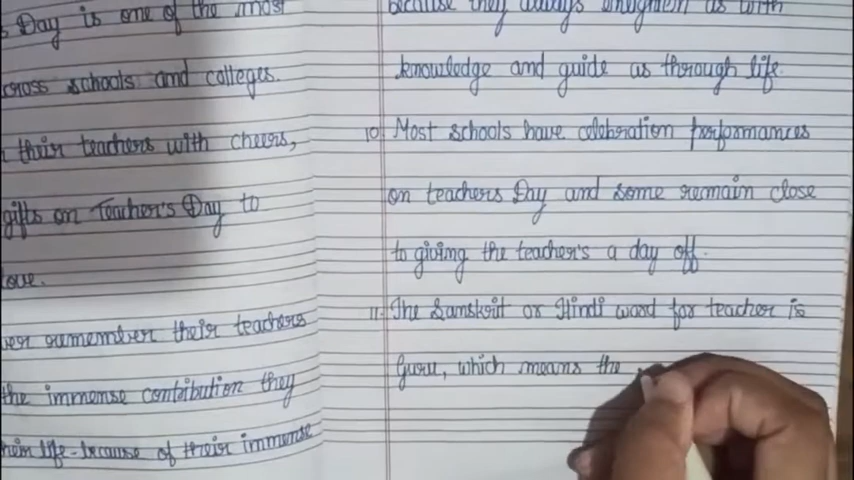 s Day is one of the most
cross schools and colleges.
their teachers with cheers,
gifts on Teacher's Day to
love.
ver remember their teachers
the immense contribution they
their life-because of their immense
because they always enlighten us with
knowledge and guide us through life.
10. Most schools have celebration performances
on teachers Day and some remain close
to giving the teacher's a day off.
11. The Sanskrit or Hindi word for teacher is
Guru, which means the